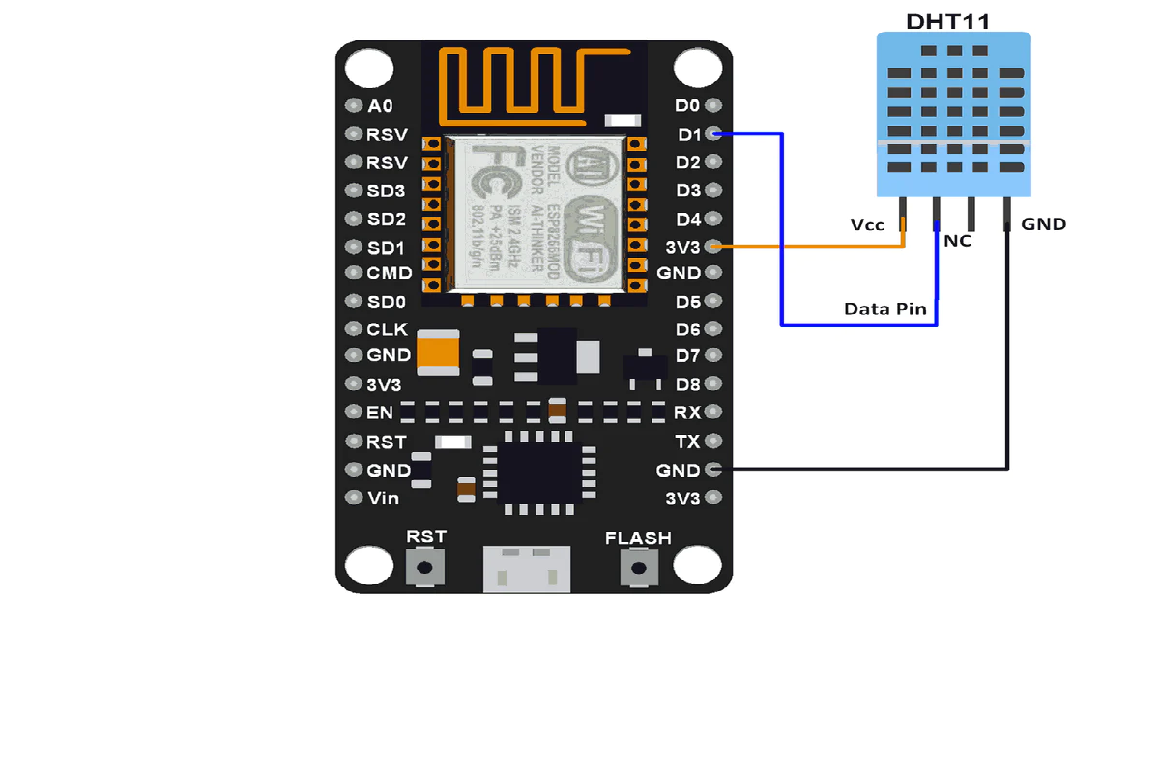 DHT11
A0
RSV
RSV
SD3
SD2
SD1
CMD
SD0
CLK
GND
3V3
EN
RST
GND
Vin
MODEL ESP8266MOD
VENDOR AI-THINKER
ISM 2.4GHz
PA +25dBm
802.11b/g/n
FC
Ai
WiFi
D0
D1
D2
D3
D4
3V3
GND
D5
D6
D7
D8
RX
TX
GND
3V3
RST
FLASH
Vcc
NC
GND
Data Pin